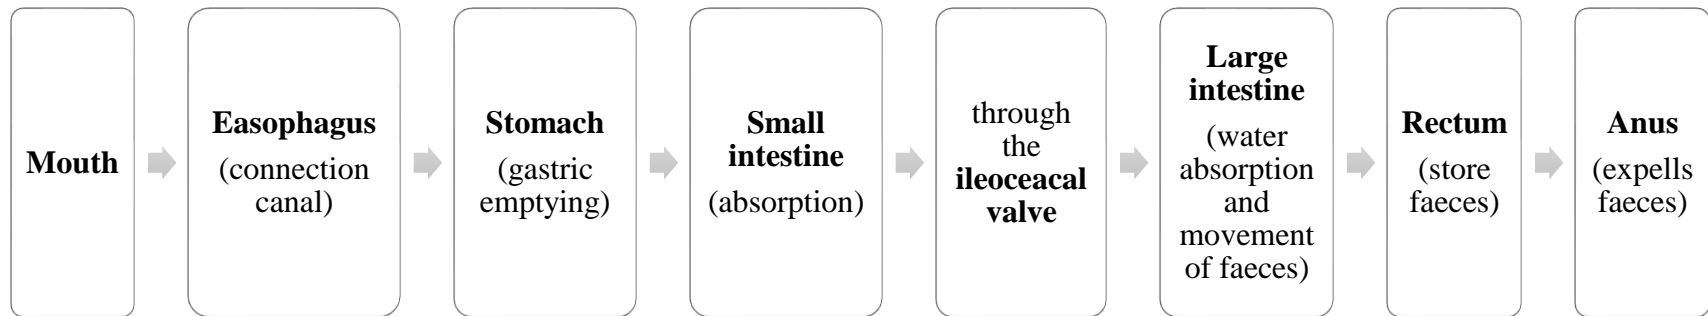 Mouth
Easophagus
(connection
canal)
Stomach
(gastric
emptying)
Small
intestine
(absorption)
through
the
ileoceacal
valve
Large
intestine
(water
absorption
and
movement
of faeces)
Rectum
(store
faeces)
Anus
(expells
faeces)